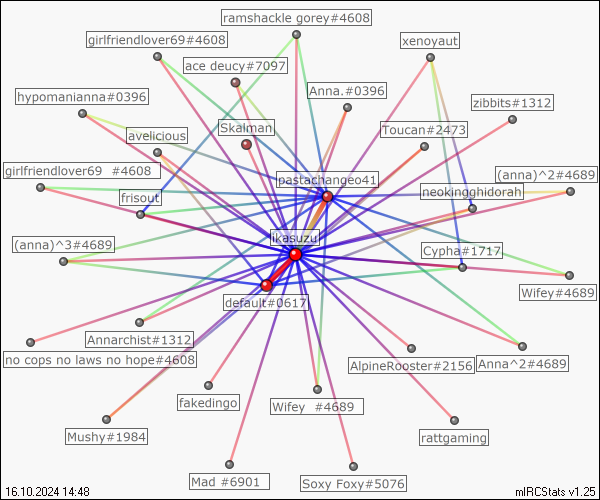 ramshackle gorey#4608
girlfriendlover69#4608
xenoyaut
ace deucy#7097
Anna.#0396
hypomanianna#0396
zibbits#1312
Skalman
Toucan#2473
avelicious
girlfriendlover69  #4608
pastachangeo41
(anna)^2#4689
neokingghidorah
frisout
ikasuzu
(anna)^3#4689
Cypha#1717
Wifey#4689
default#0617
Annarchist#1312
no cops no laws no hope#4608
AlpineRooster#2156
Anna^2#4689
fakedingo
Wifey  #4689
Mushy#1984
rattgaming
Mad #6901
Soxy Foxy#5076
16.10.2024 14:48
mIRCStats v1.25